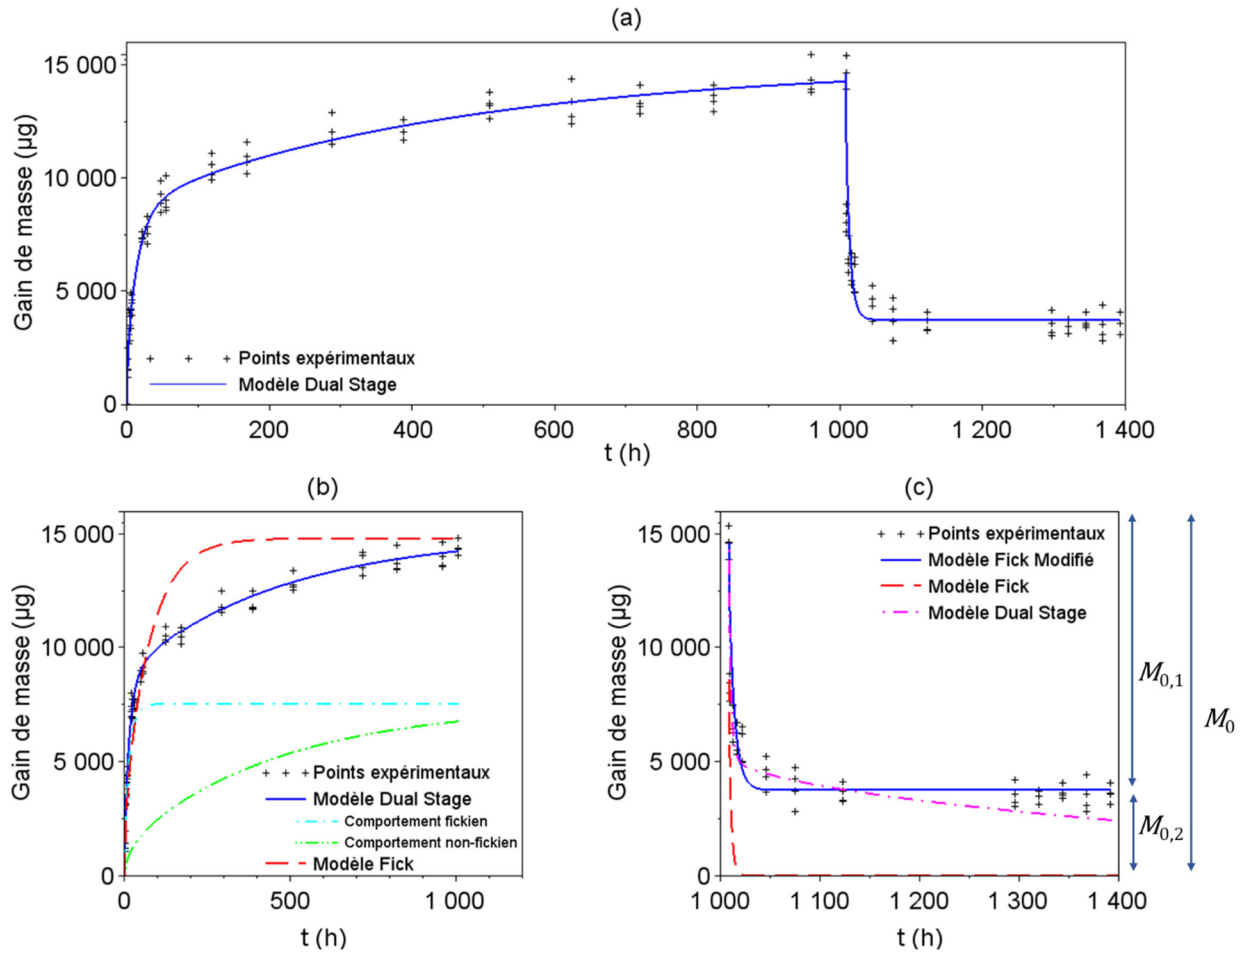 (a)
Gain de masse (µg)
15 000
10 000
5 000
0
+ + + Points expérimentaux
Modèle Dual Stage
0 200 400 600 800 1 000 1 200 1 400
t (h)
(b)
Gain de masse (µg)
15 000
10 000
5 000
0
+ + + Points expérimentaux
Modèle Dual Stage
Comportement fickien
Comportement non-fickien
Modèle Fick
0 500 1 000
t (h)
(c)
Gain de masse (µg)
15 000
10 000
5 000
0
+ + + Points expérimentaux
Modèle Fick Modifié
Modèle Fick
Modèle Dual Stage
1 000 1 100 1 200 1 300 1 400
t (h)
M0,1
M0
M0,2